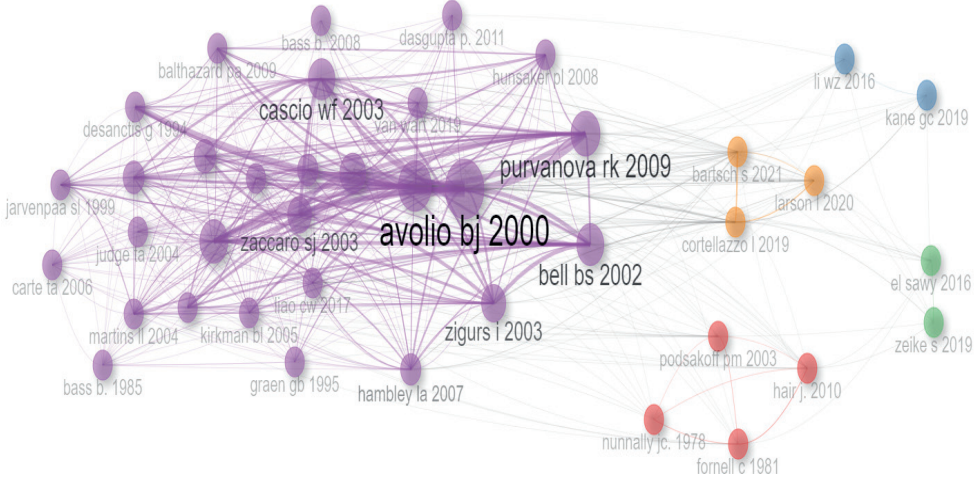 dasgupta p. 2011
bass b. 2008
balthazard pa 2009
hunsaker pl 2008
li wz 2016
cascio wf 2003
kane gc 2019
van wart 2019
desanctis g 1994
purvanova rk 2009
bartsch s 2021
larson l 2020
jarvenpaa sl 1999
avolio bj 2000
zaccaro sj 2003
cortellazzo l 2019
judge ta 2004
bell bs 2002
carte ta 2006
el sawy 2016
liao cw 2017
zigurs i 2003
martins ll 2004
kirkman bl 2005
zeike s 2019
podsakoff pm 2003
bass b. 1985
graen gb 1995
hambley la 2007
hair j. 2010
nunnally jc. 1978
fornell c 1981